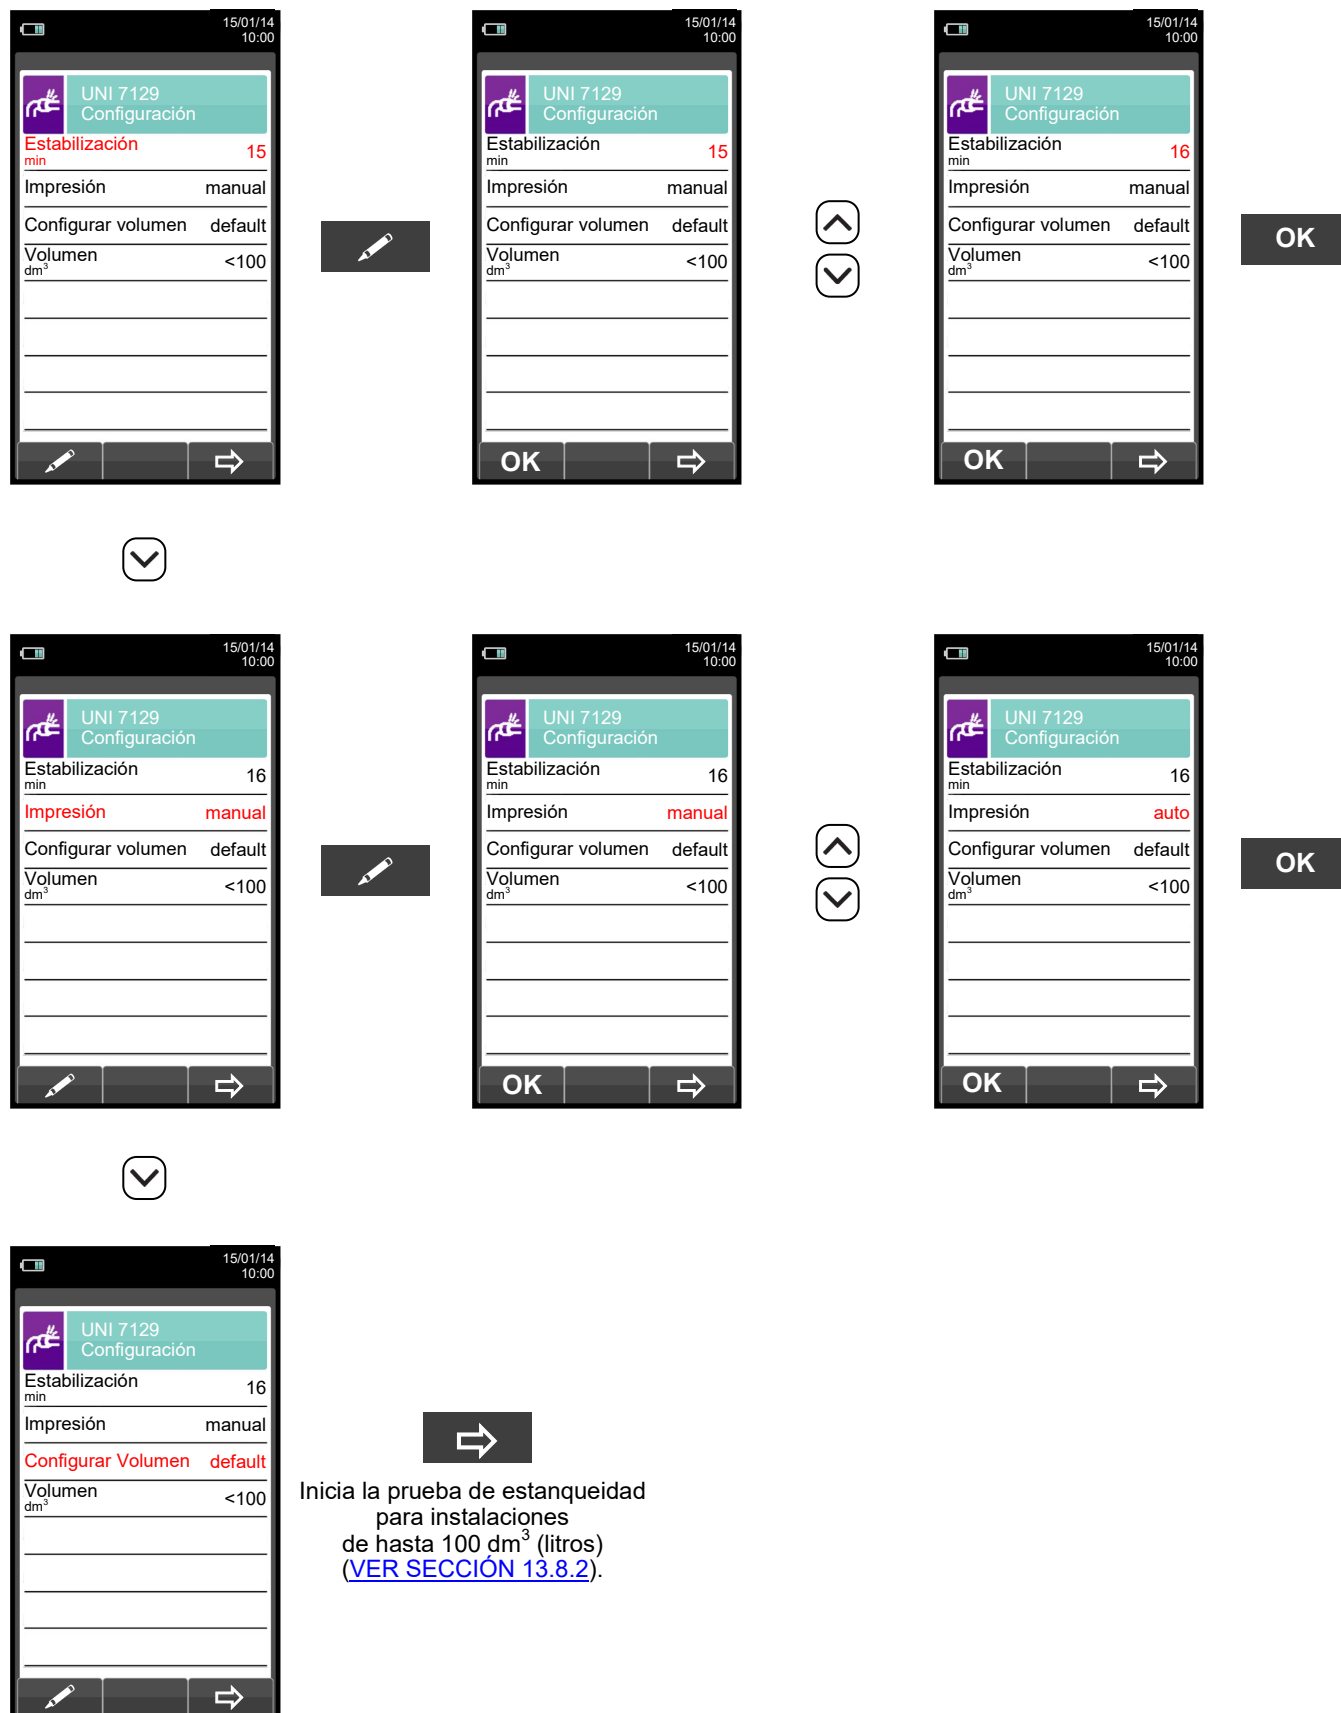 15/01/14
10:00
UNI 7129
Configuración
Estabilización
min
15
Impresión manual
Configurar volumen default
Volumen
dm³
<100
15/01/14
10:00
UNI 7129
Configuración
Estabilización
min
15
Impresión manual
Configurar volumen default
Volumen
dm³
<100
OK
15/01/14
10:00
UNI 7129
Configuración
Estabilización
min
16
Impresión manual
Configurar volumen default
Volumen
dm³
<100
OK
OK
15/01/14
10:00
UNI 7129
Configuración
Estabilización
min
16
Impresión manual
Configurar volumen default
Volumen
dm³
<100
15/01/14
10:00
UNI 7129
Configuración
Estabilización
min
16
Impresión manual
Configurar volumen default
Volumen
dm³
<100
OK
15/01/14
10:00
UNI 7129
Configuración
Estabilización
min
16
Impresión auto
Configurar volumen default
Volumen
dm³
<100
OK
OK
15/01/14
10:00
UNI 7129
Configuración
Estabilización
min
16
Impresión manual
Configurar Volumen default
Volumen
dm³
<100
Inicia la prueba de estanqueidad
para instalaciones
de hasta 100 dm³ (litros)
(VER SECCIÓN 13.8.2).